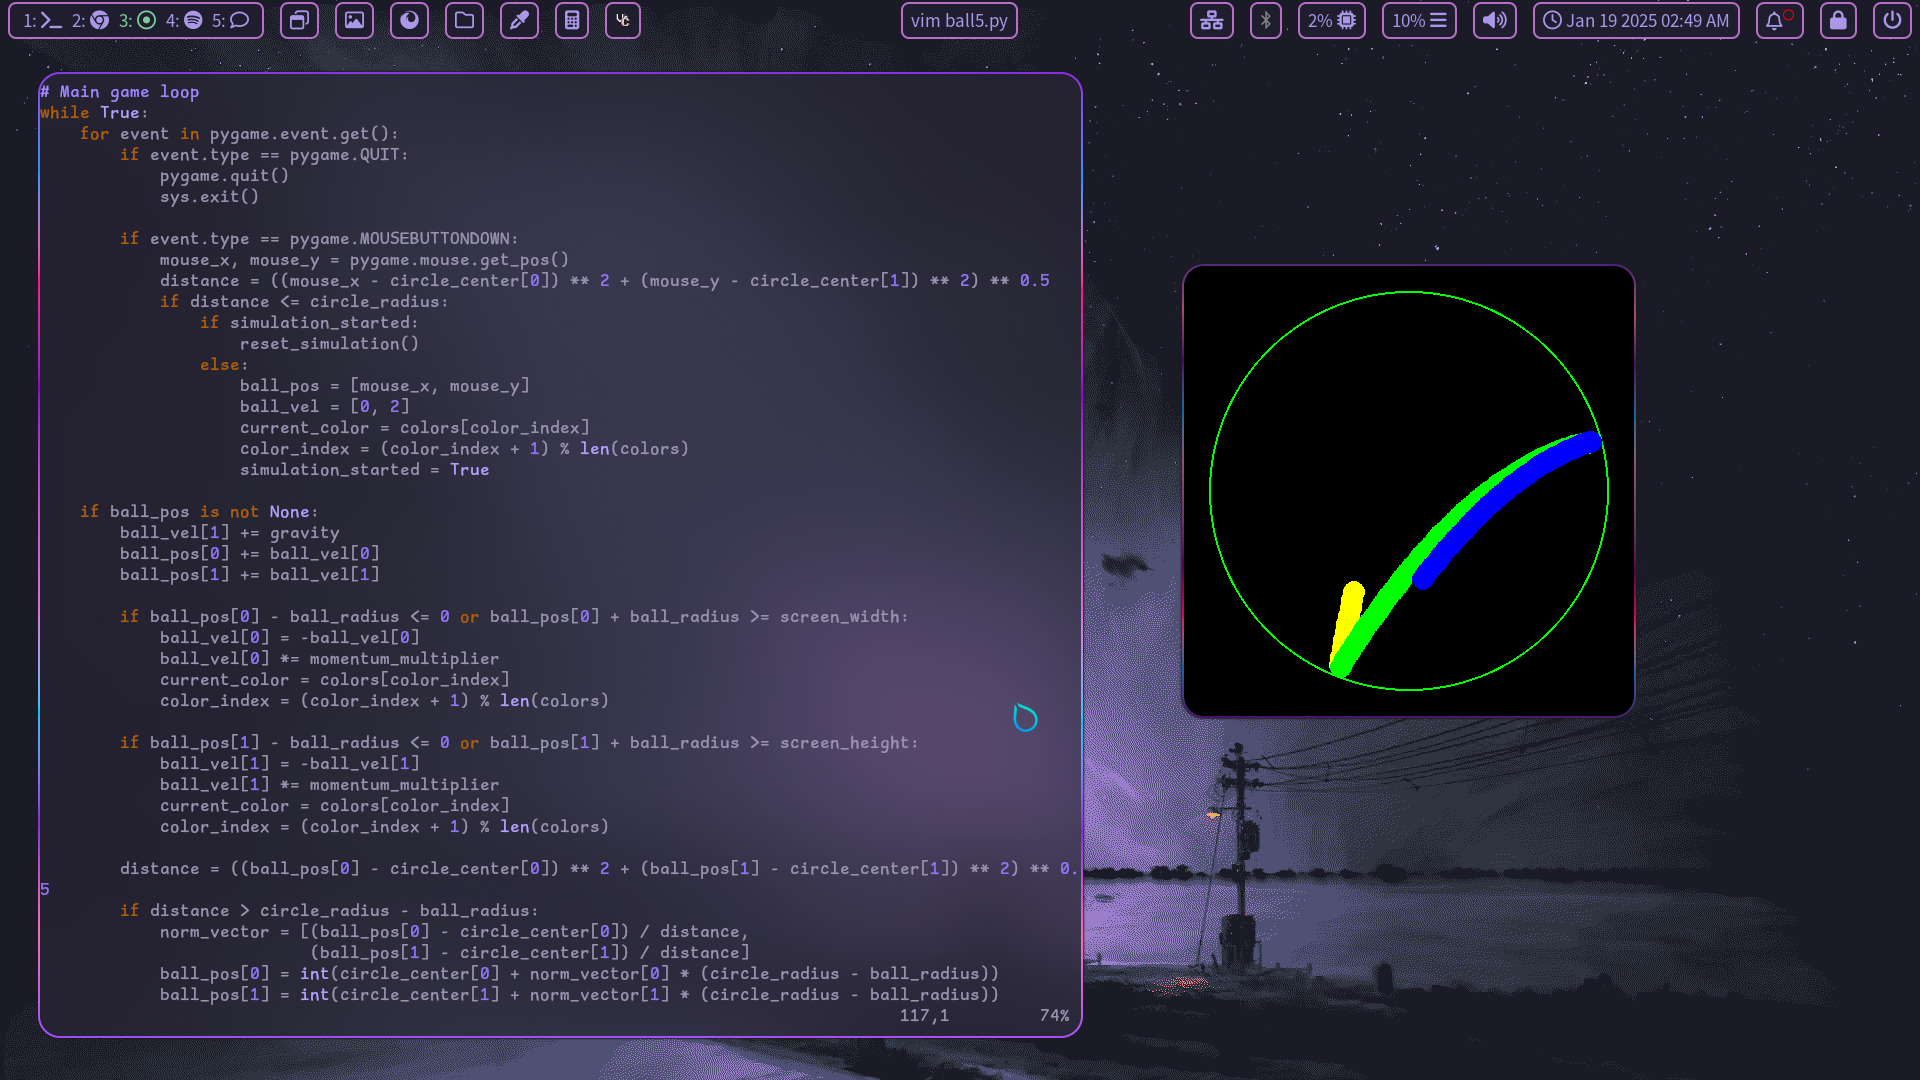 1: 2: 3: 4: 5:
vim ball5.py
2% 10% Jan 19 2025 02:49 AM
# Main game loop
while True:
    for event in pygame.event.get():
        if event.type == pygame.QUIT:
            pygame.quit()
            sys.exit()

        if event.type == pygame.MOUSEBUTTONDOWN:
            mouse_x, mouse_y = pygame.mouse.get_pos()
            distance = ((mouse_x - circle_center[0]) ** 2 + (mouse_y - circle_center[1]) ** 2) ** 0.5
            if distance <= circle_radius:
                if simulation_started:
                    reset_simulation()
                else:
                    ball_pos = [mouse_x, mouse_y]
                    ball_vel = [0, 2]
                    current_color = colors[color_index]
                    color_index = (color_index + 1) % len(colors)
                    simulation_started = True

    if ball_pos is not None:
        ball_vel[1] += gravity
        ball_pos[0] += ball_vel[0]
        ball_pos[1] += ball_vel[1]

        if ball_pos[0] - ball_radius <= 0 or ball_pos[0] + ball_radius >= screen_width:
            ball_vel[0] = -ball_vel[0]
            ball_vel[0] *= momentum_multiplier
            current_color = colors[color_index]
            color_index = (color_index + 1) % len(colors)

        if ball_pos[1] - ball_radius <= 0 or ball_pos[1] + ball_radius >= screen_height:
            ball_vel[1] = -ball_vel[1]
            ball_vel[1] *= momentum_multiplier
            current_color = colors[color_index]
            color_index = (color_index + 1) % len(colors)

        distance = ((ball_pos[0] - circle_center[0]) ** 2 + (ball_pos[1] - circle_center[1]) ** 2) ** 0.
5
        if distance > circle_radius - ball_radius:
            norm_vector = [(ball_pos[0] - circle_center[0]) / distance,
                           (ball_pos[1] - circle_center[1]) / distance]
            ball_pos[0] = int(circle_center[0] + norm_vector[0] * (circle_radius - ball_radius))
            ball_pos[1] = int(circle_center[1] + norm_vector[1] * (circle_radius - ball_radius))
117,1 74%